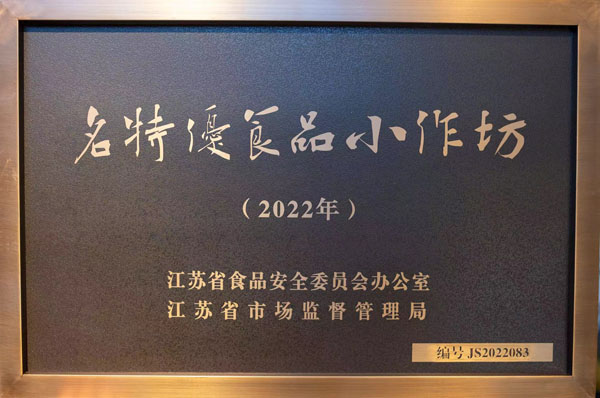 名特優食品小作坊
（2022年）
江苏省食品安全委员会办公室
江苏省市场监督管理局
编号 JS2022083